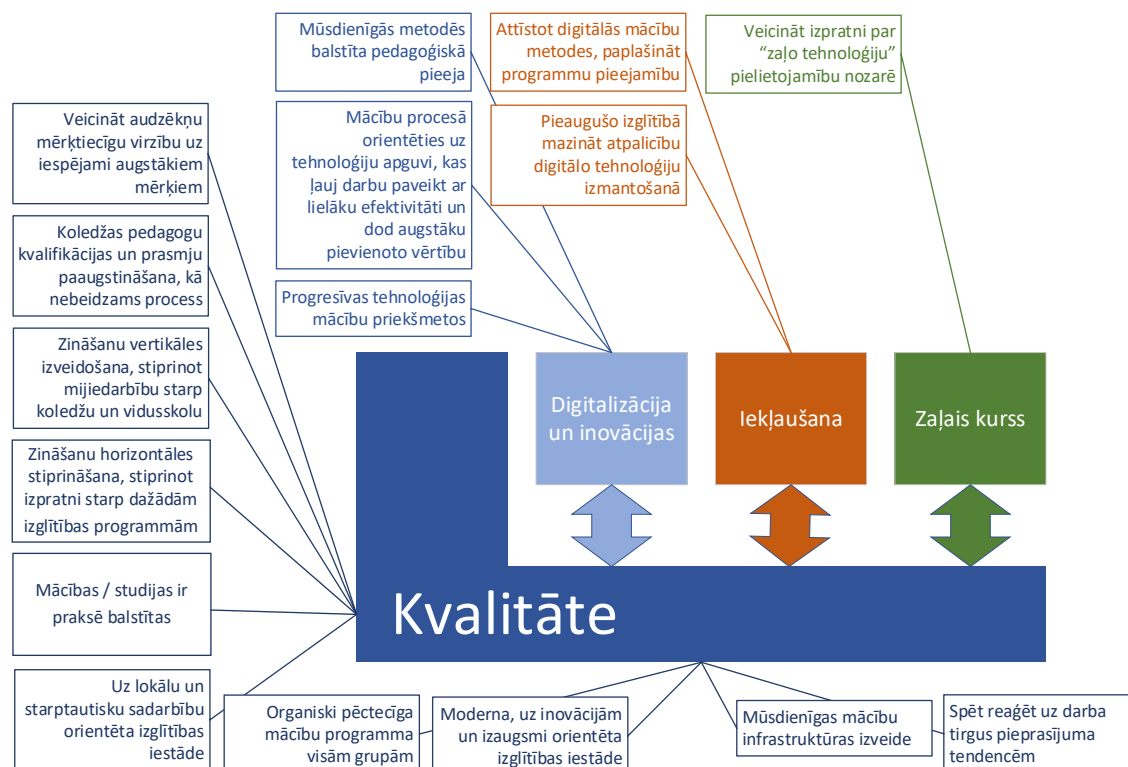 Mūsdienīgās metodēs
balstīta pedagoģiskā
pieeja
Attīstot digitālās mācību
metodes, paplašināt
programmu pieejamību
Veicināt izpratni par
“zaļo tehnoloģiju”
pielietojamību nozarē
Veicināt audzēkņu
mērķtiecīgu virzību uz
iespējami augstākiem
mērķiem
Mācību procesā
orientēties uz
tehnoloģiju apguvi, kas
ļauj darbu paveikt ar
lielāku efektivitāti un
dod augstāku
pievienoto vērtību
Pieaugušo izglītībā
mazināt atpalicību
digitālo tehnoloģiju
izmantošanā
Koledžas pedagogu
kvalifikācijas un prasmju
paaugstināšana, kā
nebeidzams process
Progresīvas tehnoloģijas
mācību priekšmetos
Zināšanu vertikāles
izveidošana, stiprinot
mijiedarbību starp
koledžu un vidusskolu
Digitalizācija
un inovācijas
Iekļaušana
Zaļais kurss
Zināšanu horizontāles
stiprināšana, stiprinot
izpratni starp dažādām
izglītības programmām
Mācības / studijas ir
praksē balstītas
Kvalitāte
Uz lokālu un
starptautisku sadarbību
orientēta izglītības
iestāde
Organiski pēctecīga
mācību programma
visām grupām
Moderna, uz inovācijām
un izaugsmi orientēta
izglītības iestāde
Mūsdienīgas mācību
infrastruktūras izveide
Spēt reaģēt uz darba
tirgus pieprasījuma
tendencēm